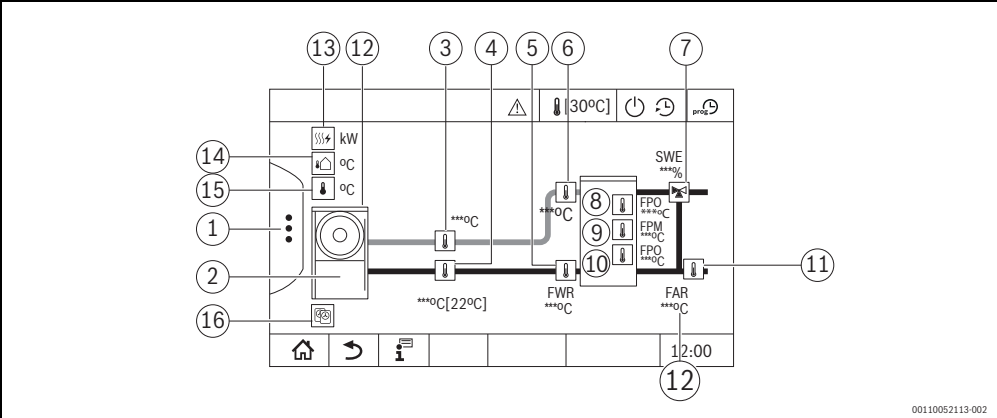 13 12 3 4 5 6 7
[30ºC] prog
14 kW
ºC
15 ºC
SWE
***%
1
***ºC
***ºC
8 FPO
***ºC
9 FPM
***ºC
10 FPO
***ºC
2
11
***ºC[22ºC]
FWR
***ºC
FAR
***ºC
16
i 12:00
12
00110052113-002